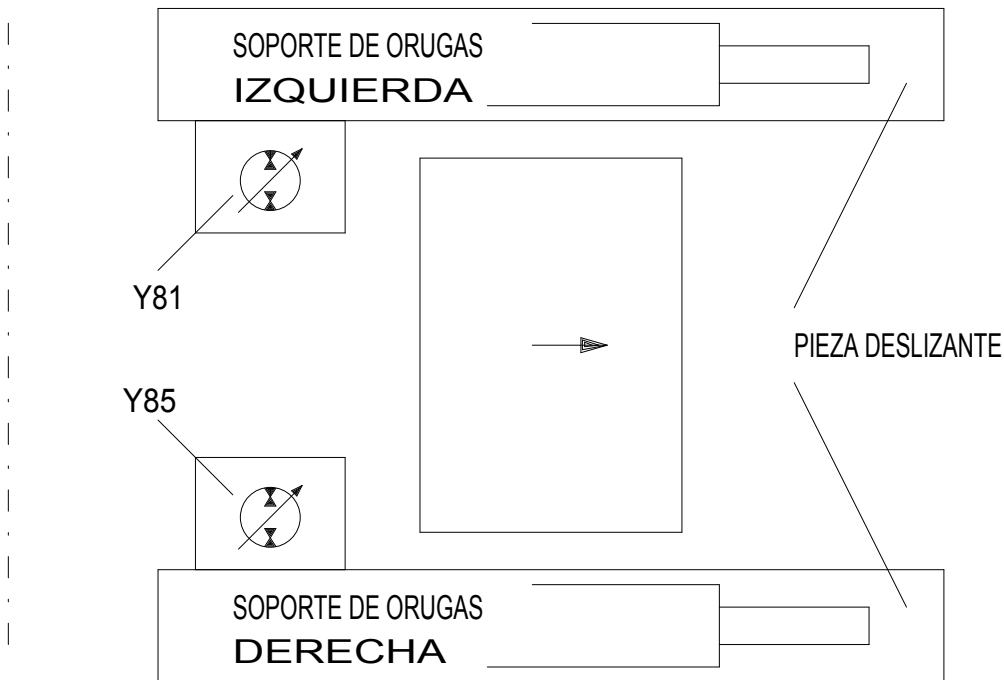 SOPORTE DE ORUGAS
IZQUIERDA
Y81
PIEZA DESLIZANTE
Y85
SOPORTE DE ORUGAS
DERECHA